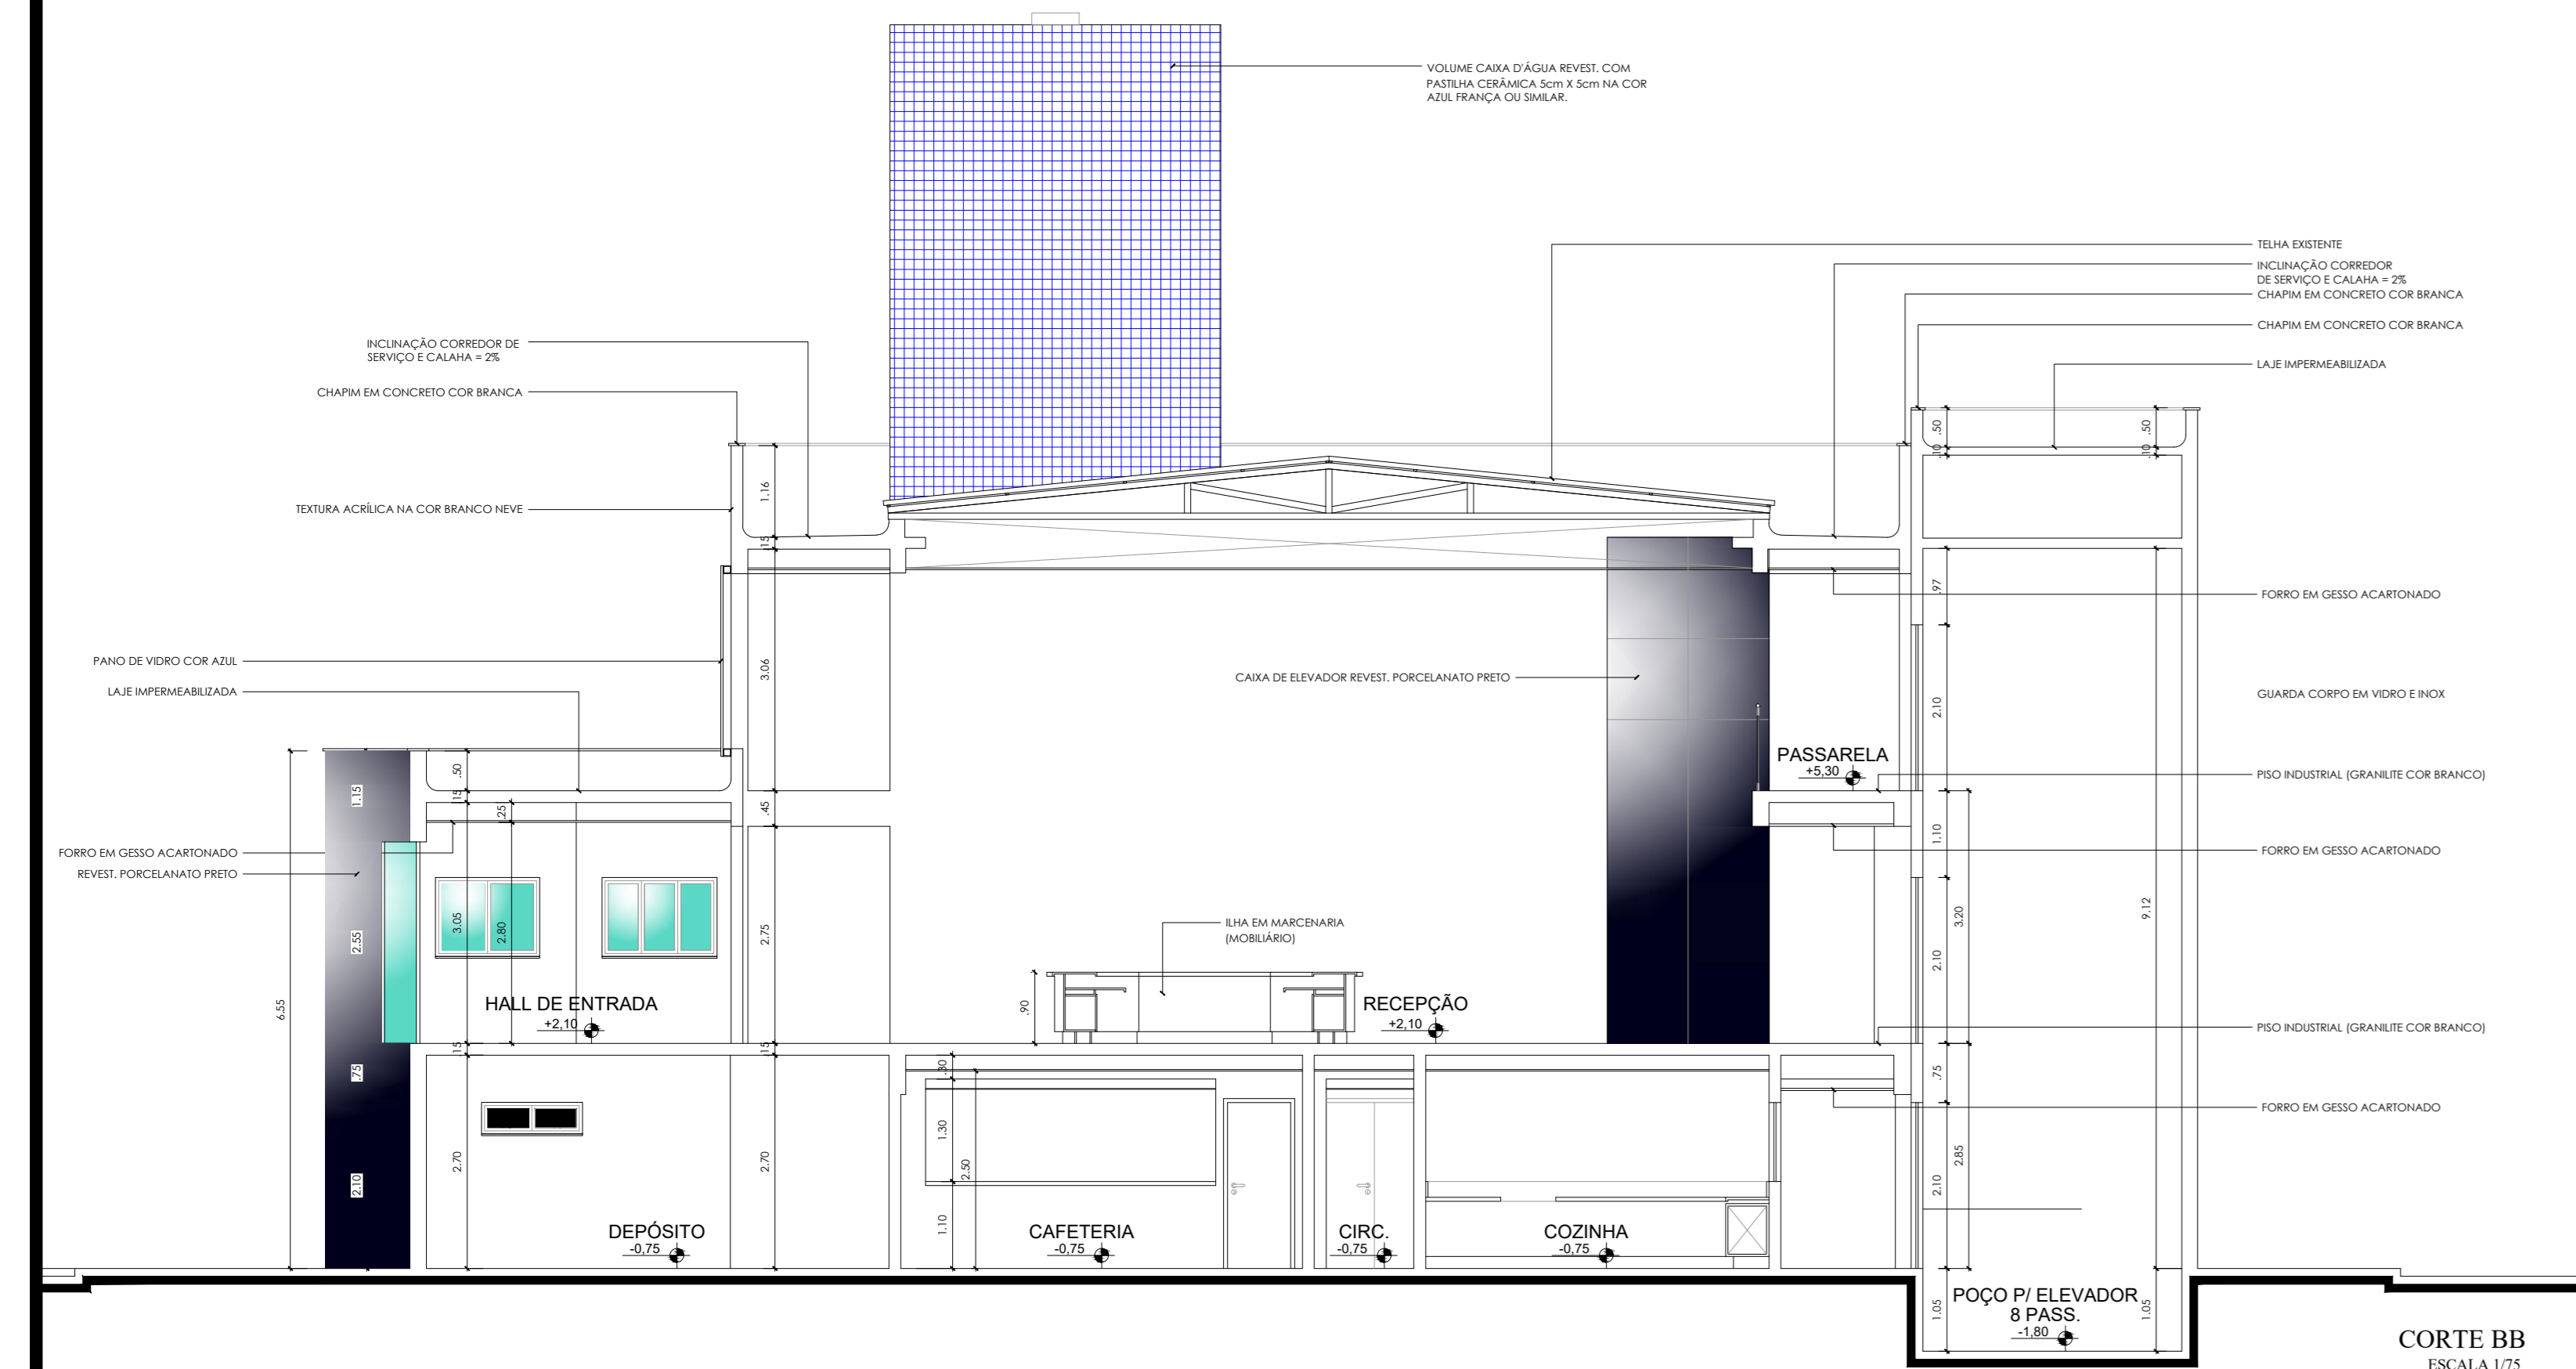 VOLUME CAIXA D'ÁGUA REVEST. COM
PASTILHA CERÂMICA 5cm X 5cm NA COR
AZUL FRANÇA OU SIMILAR.
TELHA EXISTENTE
INCLINAÇÃO CORREDOR
DE SERVIÇO E CALAHA = 2%
CHAPIM EM CONCRETO COR BRANCA
CHAPIM EM CONCRETO COR BRANCA
LAJE IMPERMEABILIZADA
INCLINAÇÃO CORREDOR DE
SERVIÇO E CALAHA = 2%
CHAPIM EM CONCRETO COR BRANCA
TEXTURA ACRÍLICA NA COR BRANCO NEVE
PANO DE VIDRO COR AZUL
LAJE IMPERMEABILIZADA
FORRO EM GESSO ACARTONADO
REVEST. PORCELANATO PRETO
CAIXA DE ELEVADOR REVEST. PORCELANATO PRETO
FORRO EM GESSO ACARTONADO
GUARDA CORPO EM VIDRO E INOX
PASSARELA
+5,30
PISO INDUSTRIAL (GRANILITE COR BRANCO)
FORRO EM GESSO ACARTONADO
ILHA EM MARCENARIA
(MOBILIÁRIO)
HALL DE ENTRADA
+2,10
RECEPÇÃO
+2,10
PISO INDUSTRIAL (GRANILITE COR BRANCO)
FORRO EM GESSO ACARTONADO
DEPÓSITO
-0,75
CAFETERIA
-0,75
CIRC.
-0,75
COZINHA
-0,75
POÇO P/ ELEVADOR
8 PASS.
-1,80
6.55
1.15
2.55
.75
2.10
.50
.15
3.05
.15
2.70
.25
2.80
1.16
.15
3.06
.45
2.75
.15
2.70
.90
.30
1.30
1.10
2.50
.50
.10
.97
2.10
1.10
2.10
.75
2.10
1.05
3.20
2.85
.50
.10
9.12
1.05
CORTE BB
ESCALA 1/75